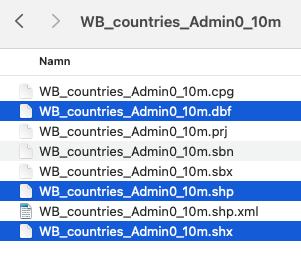 WB_countries_Admin0_10m
Namn
WB_countries_Admin0_10m.cpg
WB_countries_Admin0_10m.dbf
WB_countries_Admin0_10m.prj
WB_countries_Admin0_10m.sbn
WB_countries_Admin0_10m.sbx
WB_countries_Admin0_10m.shp
WB_countries_Admin0_10m.shp.xml
WB_countries_Admin0_10m.shx